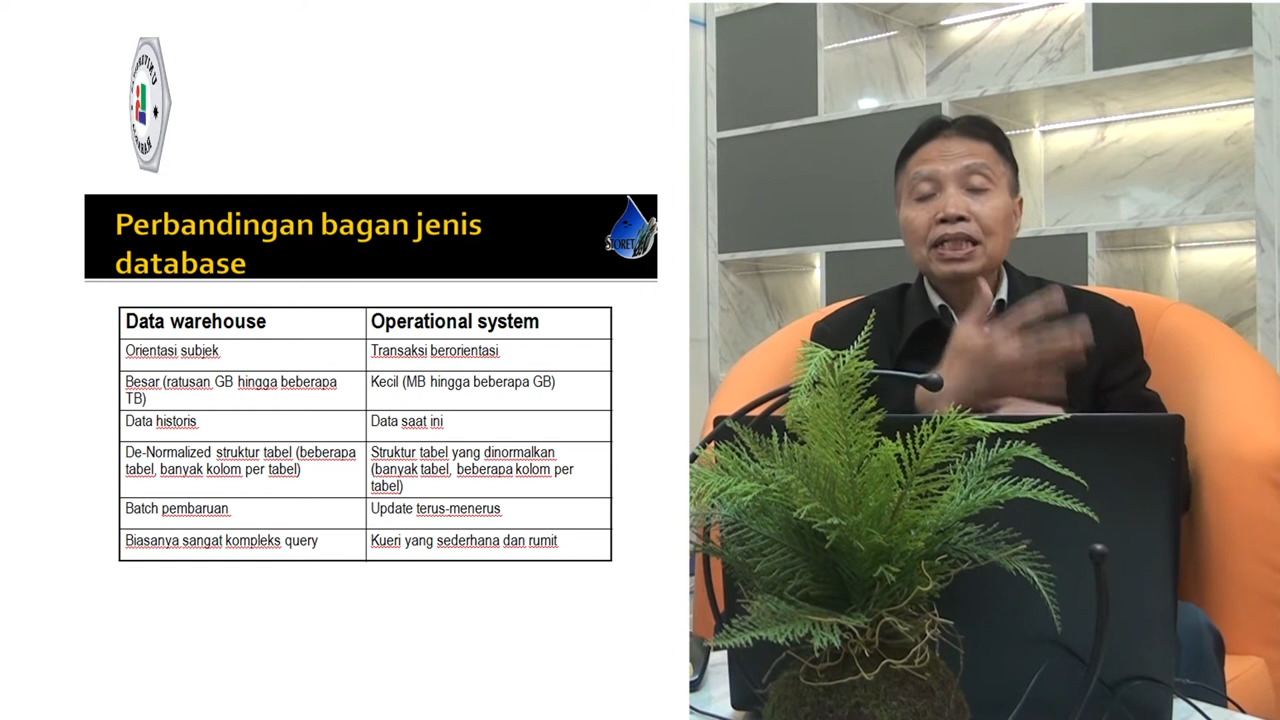 Perbandingan bagan jenis
database
Data warehouse
Operational system
Orientasi subjek
Transaksi berorientasi
Besar (ratusan GB hingga beberapa
TB)
Kecil (MB hingga beberapa GB)
Data historis
Data saat ini
De-Normalized struktur tabel (beberapa
tabel, banyak kolom per tabel)
Struktur tabel yang dinormalkan
(banyak tabel, beberapa kolom per
tabel)
Batch pembaruan
Update terus-menerus
Biasanya sangat kompleks query
Kueri yang sederhana dan rumit